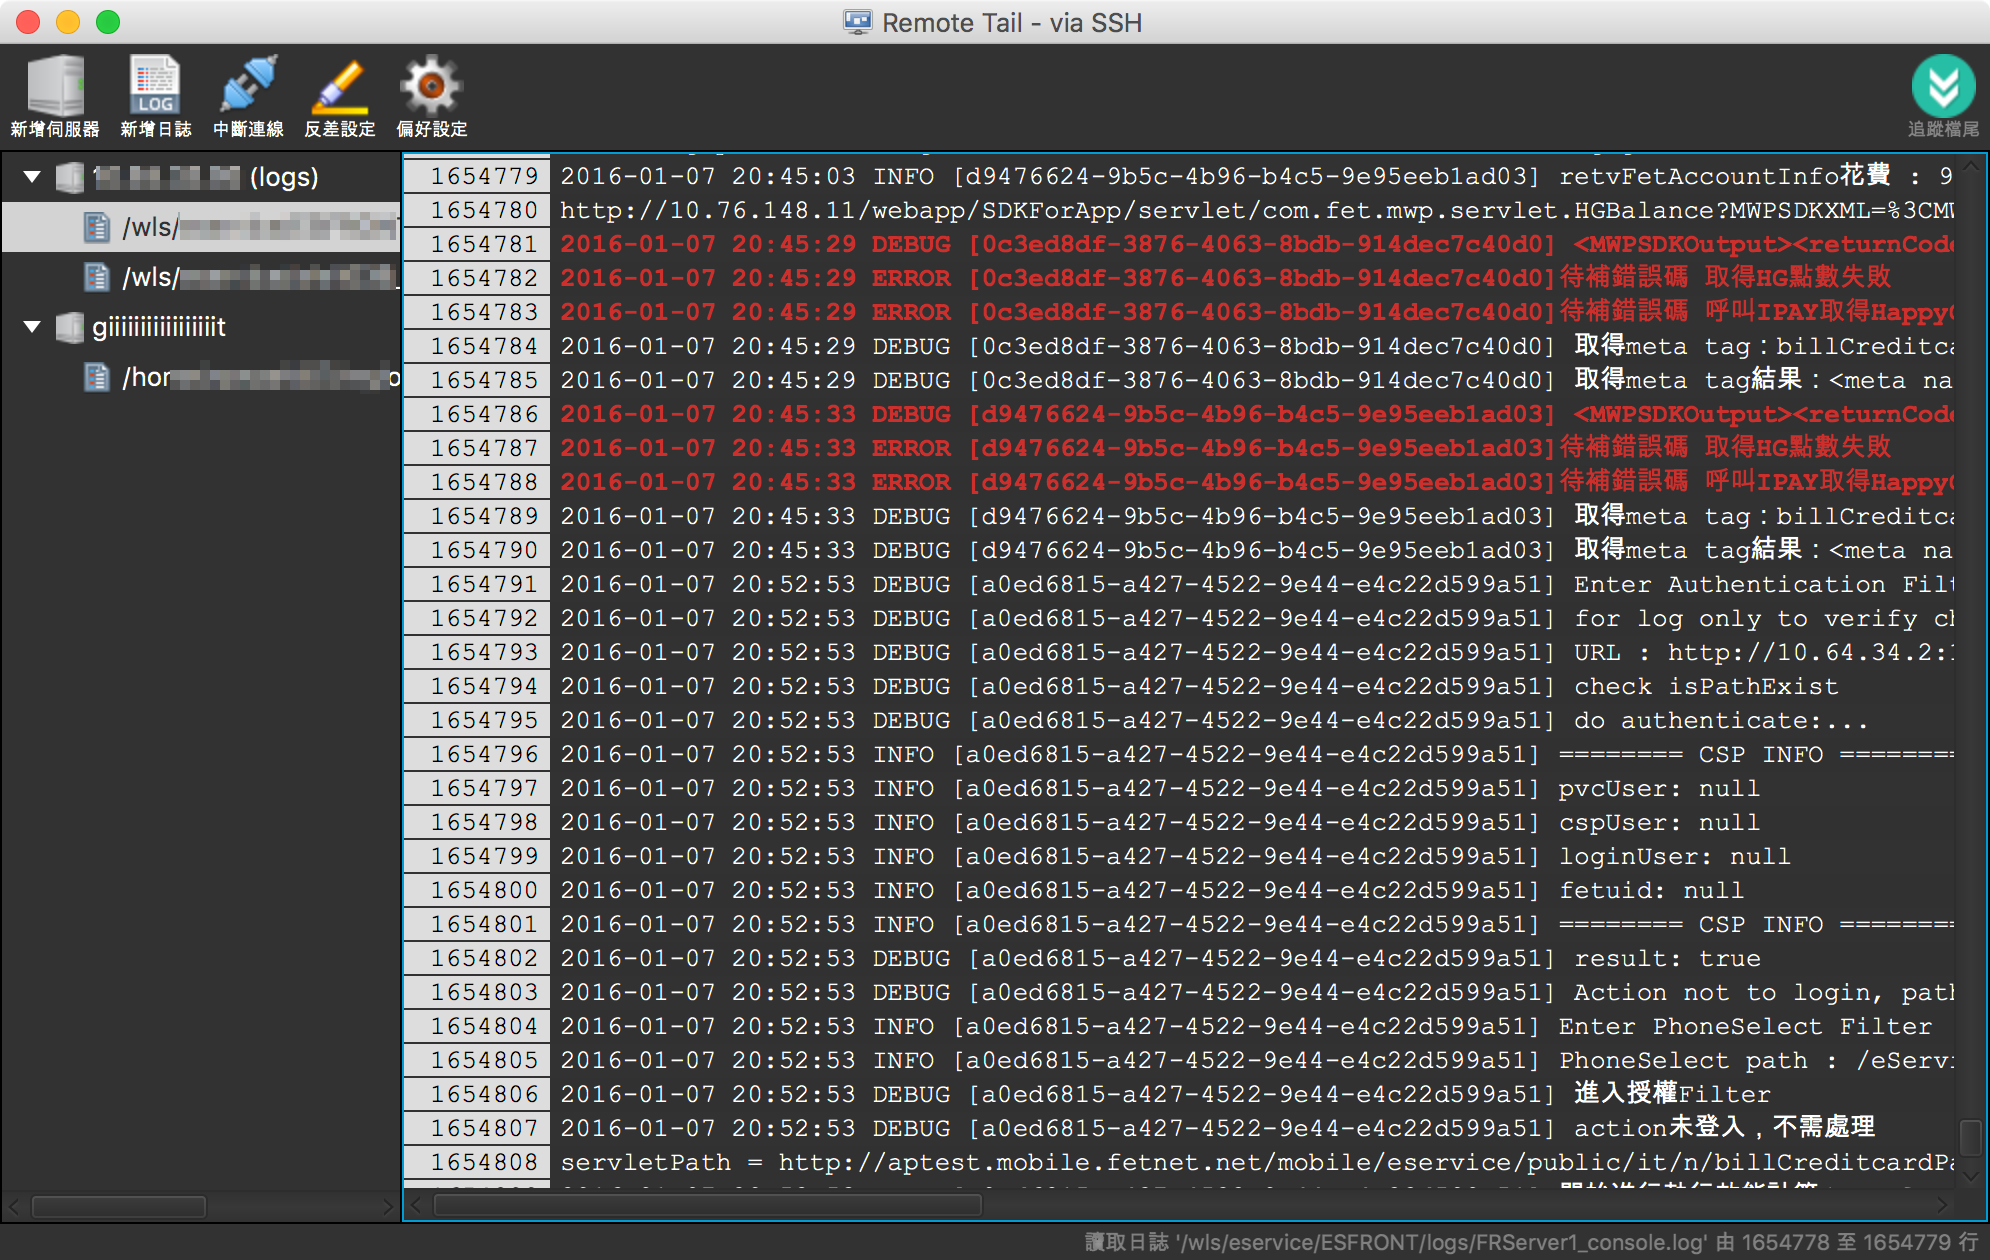 Remote Tail - via SSH
LOG
新增伺服器 新增日誌 中斷連線 反差設定 偏好設定 追蹤檔尾
(logs)
/wls/
/wls/
giiiiiiiiiiiiiiiiit
/hom
1654779 2016-01-07 20:45:03 INFO [d9476624-9b5c-4b96-b4c5-9e95eeb1ad03] retvFetAccountInfo花費 : 9
1654780 http://10.76.148.11/webapp/SDKForApp/servlet/com.fet.mwp.servlet.HGBalance?MWPSDKXML=%3CMW
1654781 2016-01-07 20:45:29 DEBUG [0c3ed8df-3876-4063-8bdb-914dec7c40d0] <MWPSDKOutput><returnCode
1654782 2016-01-07 20:45:29 ERROR [0c3ed8df-3876-4063-8bdb-914dec7c40d0]待補錯誤碼 取得HG點數失敗
1654783 2016-01-07 20:45:29 ERROR [0c3ed8df-3876-4063-8bdb-914dec7c40d0]待補錯誤碼 呼叫IPAY取得HappyG
1654784 2016-01-07 20:45:29 DEBUG [0c3ed8df-3876-4063-8bdb-914dec7c40d0] 取得meta tag：billCreditca
1654785 2016-01-07 20:45:29 DEBUG [0c3ed8df-3876-4063-8bdb-914dec7c40d0] 取得meta tag結果：<meta na
1654786 2016-01-07 20:45:33 DEBUG [d9476624-9b5c-4b96-b4c5-9e95eeb1ad03] <MWPSDKOutput><returnCode
1654787 2016-01-07 20:45:33 ERROR [d9476624-9b5c-4b96-b4c5-9e95eeb1ad03]待補錯誤碼 取得HG點數失敗
1654788 2016-01-07 20:45:33 ERROR [d9476624-9b5c-4b96-b4c5-9e95eeb1ad03]待補錯誤碼 呼叫IPAY取得HappyG
1654789 2016-01-07 20:45:33 DEBUG [d9476624-9b5c-4b96-b4c5-9e95eeb1ad03] 取得meta tag：billCreditca
1654790 2016-01-07 20:45:33 DEBUG [d9476624-9b5c-4b96-b4c5-9e95eeb1ad03] 取得meta tag結果：<meta na
1654791 2016-01-07 20:52:53 DEBUG [a0ed6815-a427-4522-9e44-e4c22d599a51] Enter Authentication Filt
1654792 2016-01-07 20:52:53 DEBUG [a0ed6815-a427-4522-9e44-e4c22d599a51] for log only to verify ch
1654793 2016-01-07 20:52:53 DEBUG [a0ed6815-a427-4522-9e44-e4c22d599a51] URL : http://10.64.34.2:1
1654794 2016-01-07 20:52:53 DEBUG [a0ed6815-a427-4522-9e44-e4c22d599a51] check isPathExist
1654795 2016-01-07 20:52:53 DEBUG [a0ed6815-a427-4522-9e44-e4c22d599a51] do authenticate:...
1654796 2016-01-07 20:52:53 INFO [a0ed6815-a427-4522-9e44-e4c22d599a51] ======== CSP INFO ========
1654797 2016-01-07 20:52:53 INFO [a0ed6815-a427-4522-9e44-e4c22d599a51] pvcUser: null
1654798 2016-01-07 20:52:53 INFO [a0ed6815-a427-4522-9e44-e4c22d599a51] cspUser: null
1654799 2016-01-07 20:52:53 INFO [a0ed6815-a427-4522-9e44-e4c22d599a51] loginUser: null
1654800 2016-01-07 20:52:53 INFO [a0ed6815-a427-4522-9e44-e4c22d599a51] fetuid: null
1654801 2016-01-07 20:52:53 INFO [a0ed6815-a427-4522-9e44-e4c22d599a51] ======== CSP INFO ========
1654802 2016-01-07 20:52:53 DEBUG [a0ed6815-a427-4522-9e44-e4c22d599a51] result: true
1654803 2016-01-07 20:52:53 DEBUG [a0ed6815-a427-4522-9e44-e4c22d599a51] Action not to login, path
1654804 2016-01-07 20:52:53 INFO [a0ed6815-a427-4522-9e44-e4c22d599a51] Enter PhoneSelect Filter
1654805 2016-01-07 20:52:53 INFO [a0ed6815-a427-4522-9e44-e4c22d599a51] PhoneSelect path : /eServi
1654806 2016-01-07 20:52:53 DEBUG [a0ed6815-a427-4522-9e44-e4c22d599a51] 進入授權Filter
1654807 2016-01-07 20:52:53 DEBUG [a0ed6815-a427-4522-9e44-e4c22d599a51] action未登入，不需處理
1654808 servletPath = http://aptest.mobile.fetnet.net/mobile/eservice/public/it/n/billCreditcardPa
讀取日誌 '/wls/eservice/ESFRONT/logs/FRServer1_console.log' 由 1654778 至 1654779 行